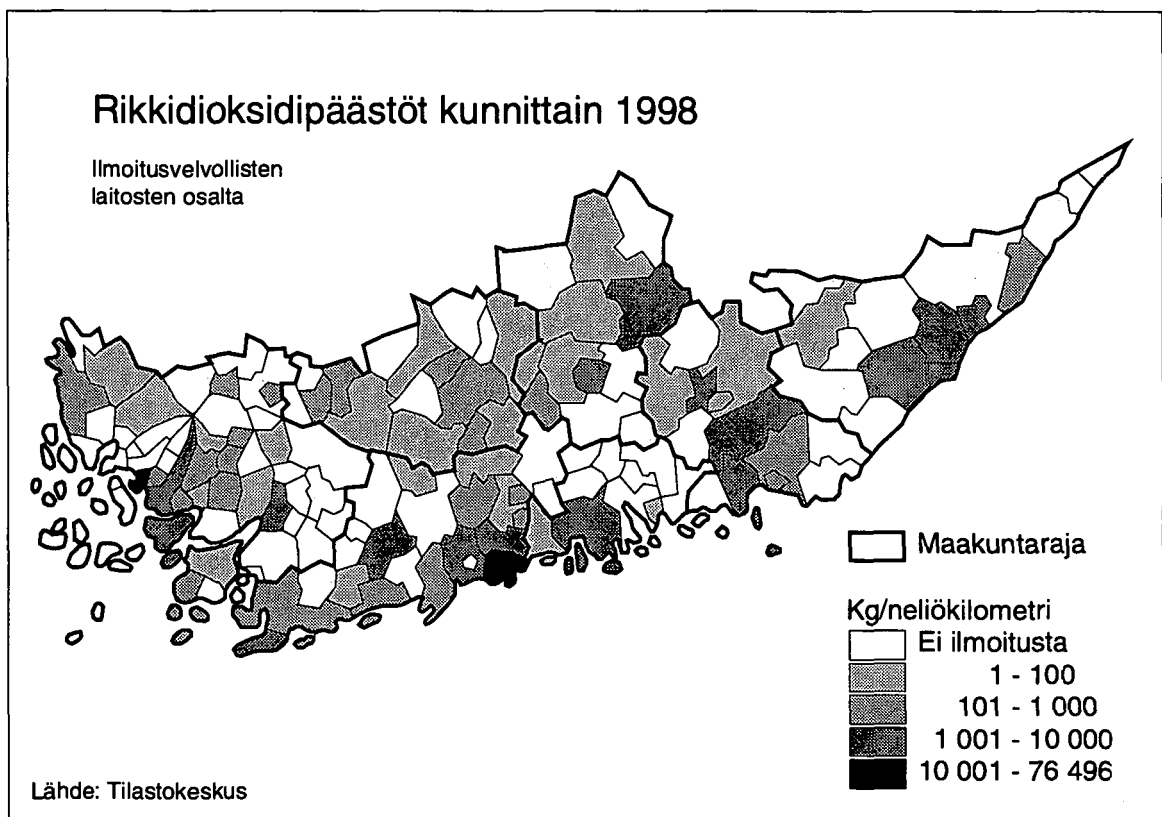 Rikkidioksidipäästöt kunnittain 1998
Ilmoitusvelvollisten
laitosten osalta
Maakuntaraja
Kg/neliökilometri
Ei ilmoitusta
1 - 100
101 - 1 000
1 001 - 10 000
10 001 - 76 496
Lähde: Tilastokeskus